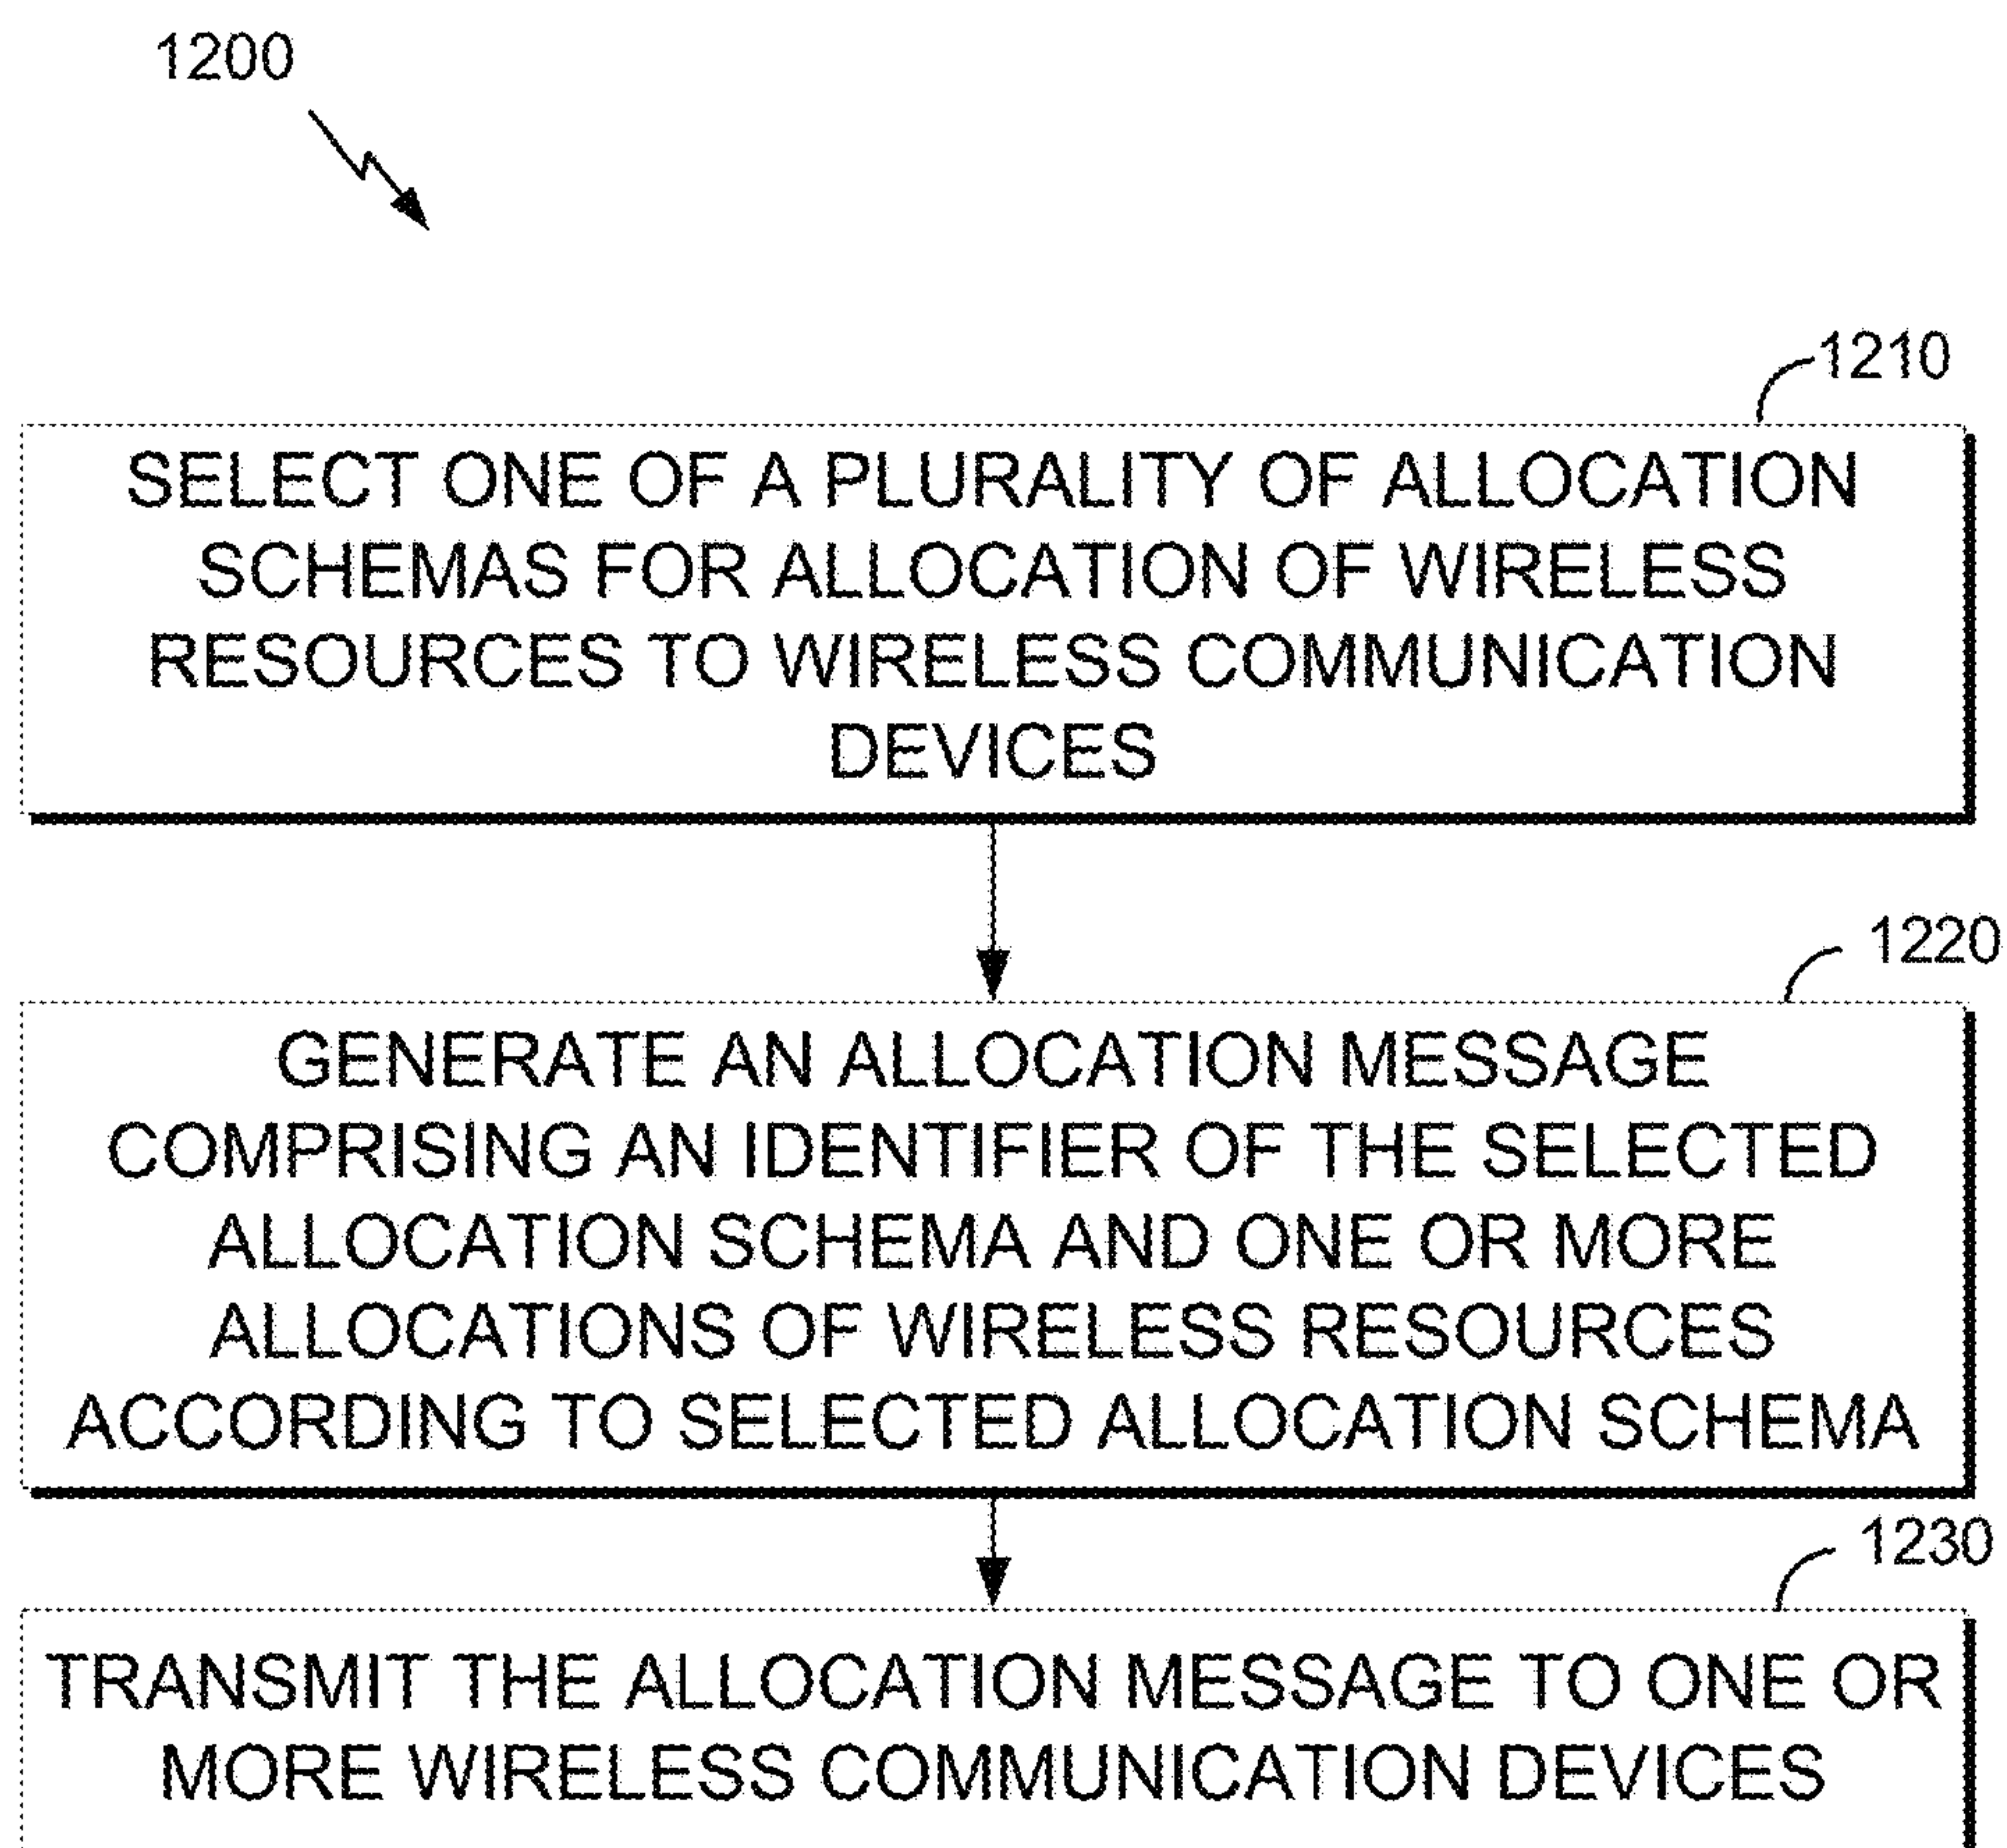 1200
1210
SELECT ONE OF A PLURALITY OF ALLOCATION
SCHEMAS FOR ALLOCATION OF WIRELESS
RESOURCES TO WIRELESS COMMUNICATION
DEVICES
1220
GENERATE AN ALLOCATION MESSAGE
COMPRISING AN IDENTIFIER OF THE SELECTED
ALLOCATION SCHEMA AND ONE OR MORE
ALLOCATIONS OF WIRELESS RESOURCES
ACCORDING TO SELECTED ALLOCATION SCHEMA
1230
TRANSMIT THE ALLOCATION MESSAGE TO ONE OR
MORE WIRELESS COMMUNICATION DEVICES